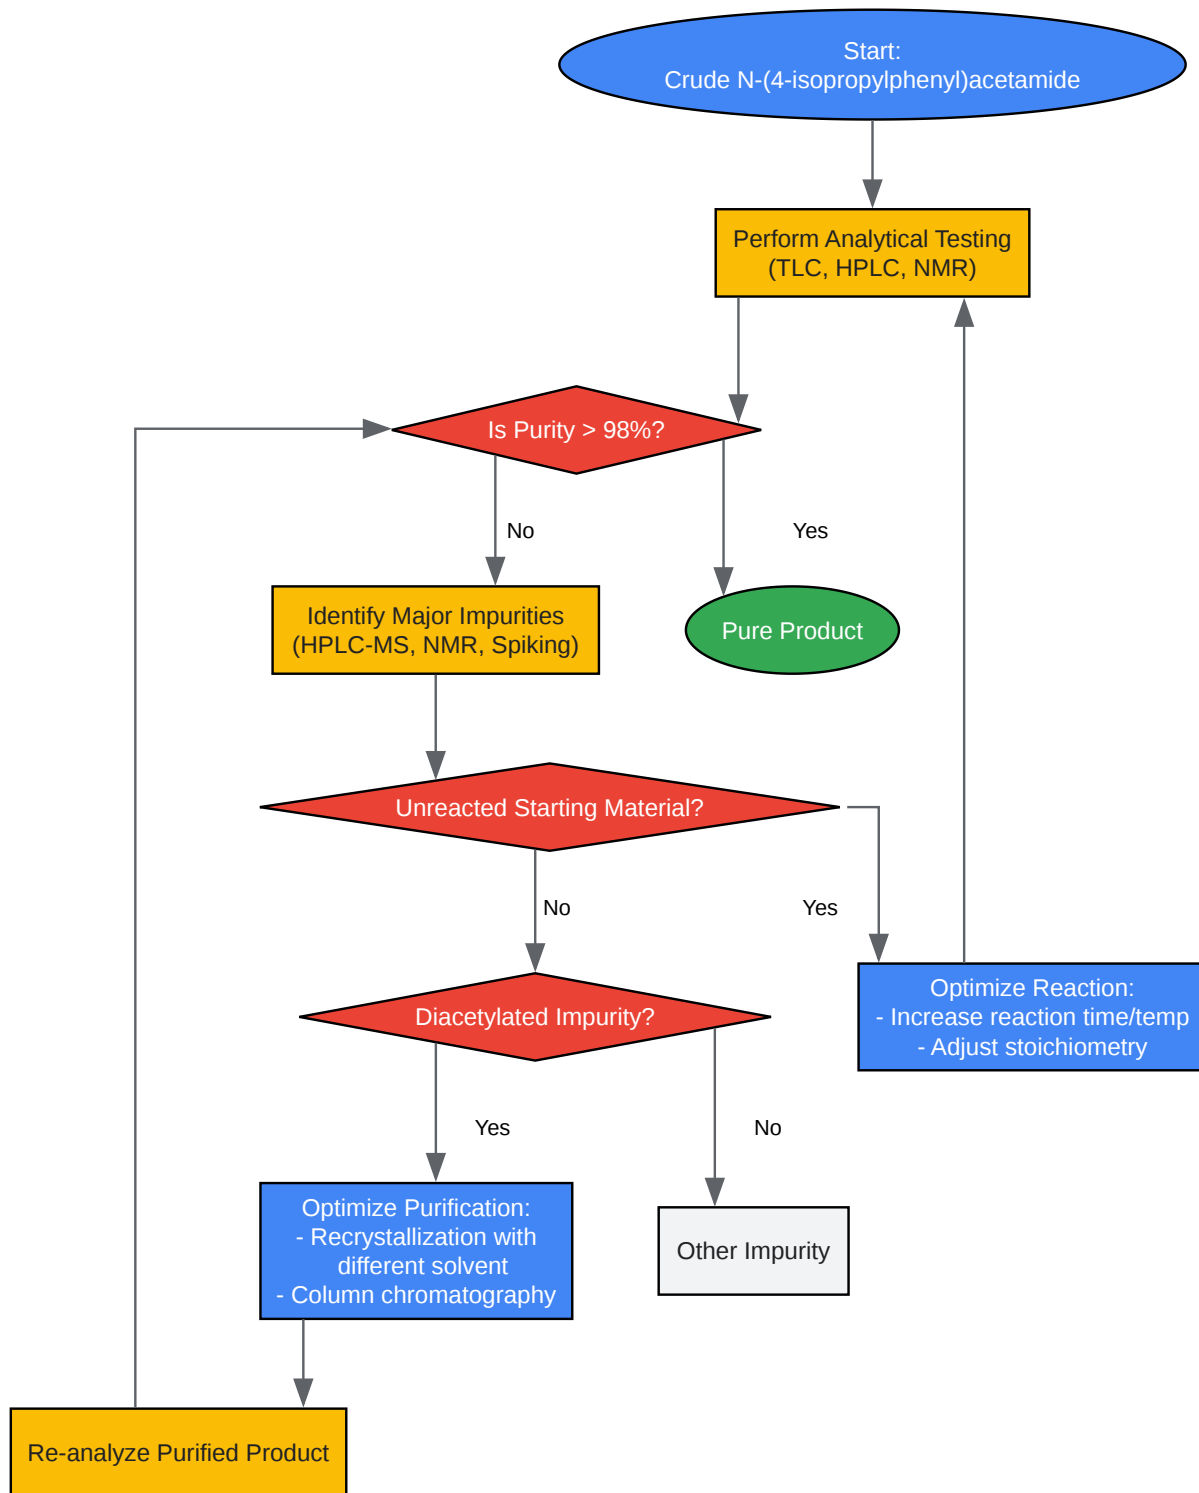 Start:
Crude N-(4-isopropylphenyl)acetamide
Perform Analytical Testing
(TLC, HPLC, NMR)
Is Purity > 98%?
No
Yes
Identify Major Impurities
(HPLC-MS, NMR, Spiking)
Pure Product
Unreacted Starting Material?
No
Yes
Optimize Reaction:
- Increase reaction time/temp
- Adjust stoichiometry
Diacetylated Impurity?
Yes
No
Optimize Purification:
- Recrystallization with
different solvent
- Column chromatography
Other Impurity
Re-analyze Purified Product